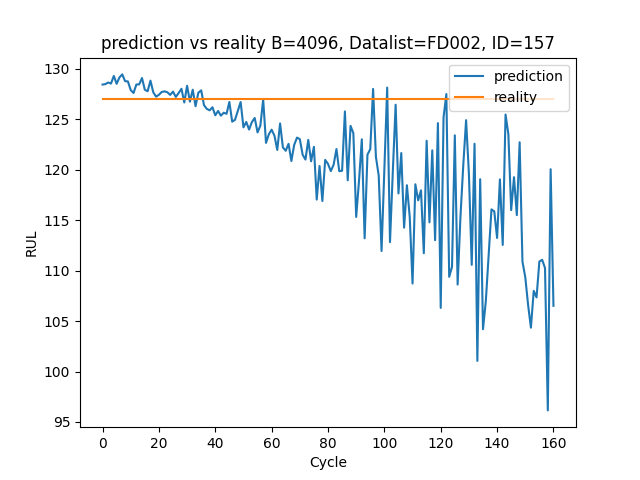 prediction vs reality B=4096, Datalist=FD002, ID=157
prediction
reality
130
125
120
115
110
105
100
95
RUL
0 20 40 60 80 100 120 140 160
Cycle